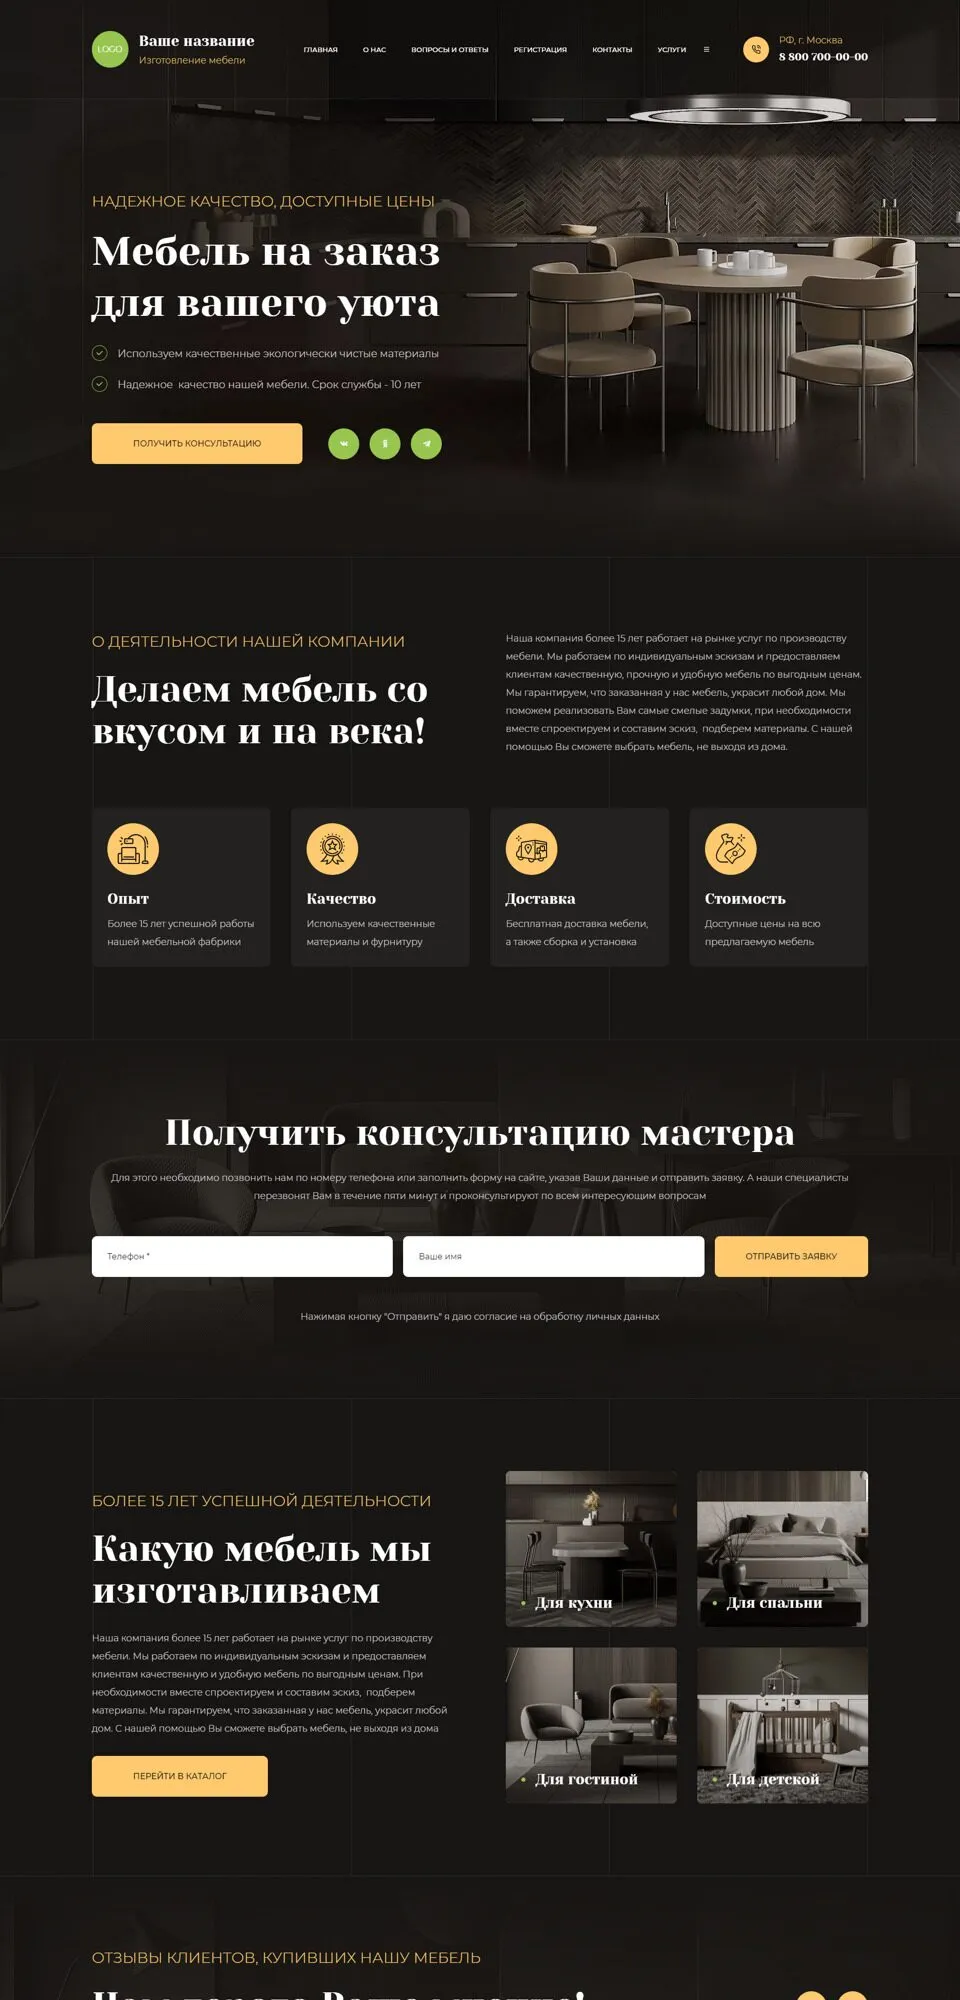 LOGO
Ваше название
Изготовление мебели
ГЛАВНАЯ О НАС ВОПРОСЫ И ОТВЕТЫ РЕГИСТРАЦИЯ КОНТАКТЫ УСЛУГИ
РФ, г. Москва
8 800 700-00-00
НАДЕЖНОЕ КАЧЕСТВО, ДОСТУПНЫЕ ЦЕНЫ
Мебель на заказ
для вашего уюта
Используем качественные экологически чистые материалы
Надежное качество нашей мебели. Срок службы - 10 лет
ПОЛУЧИТЬ КОНСУЛЬТАЦИЮ
О ДЕЯТЕЛЬНОСТИ НАШЕЙ КОМПАНИИ
Делаем мебель со
вкусом и на века!
Наша компания более 15 лет работает на рынке услуг по производству
мебели. Мы работаем по индивидуальным эскизам и предоставляем
клиентам качественную, прочную и удобную мебель по выгодным ценам.
Мы гарантируем, что заказанная у нас мебель, украсит любой дом. Мы
поможем реализовать Вам самые смелые задумки, при необходимости
вместе спроектируем и составим эскиз, подберем материалы. С нашей
помощью Вы сможете выбрать мебель, не выходя из дома.
Опыт
Более 15 лет успешной работы
нашей мебельной фабрики
Качество
Используем качественные
материалы и фурнитуру
Доставка
Бесплатная доставка мебели,
а также сборка и установка
Стоимость
Доступные цены на всю
предлагаемую мебель
Получить консультацию мастера
Для этого необходимо позвонить нам по номеру телефона или заполнить форму на сайте, указав Ваши данные и отправить заявку. А наши специалисты
перезвонят Вам в течение пяти минут и проконсультируют по всем интересующим вопросам
Телефон *
Ваше имя
ОТПРАВИТЬ ЗАЯВКУ
Нажимая кнопку "Отправить" я даю согласие на обработку личных данных
БОЛЕЕ 15 ЛЕТ УСПЕШНОЙ ДЕЯТЕЛЬНОСТИ
Какую мебель мы
изготавливаем
Наша компания более 15 лет работает на рынке услуг по производству
мебели. Мы работаем по индивидуальным эскизам и предоставляем
клиентам качественную и удобную мебель по выгодным ценам. При
необходимости вместе спроектируем и составим эскиз, подберем
материалы. Мы гарантируем, что заказанная у нас мебель, украсит любой
дом. С нашей помощью Вы сможете выбрать мебель, не выходя из дома
ПЕРЕЙТИ В КАТАЛОГ
Для кухни
Для спальни
Для гостиной
Для детской
ОТЗЫВЫ КЛИЕНТОВ, КУПИВШИХ НАШУ МЕБЕЛЬ